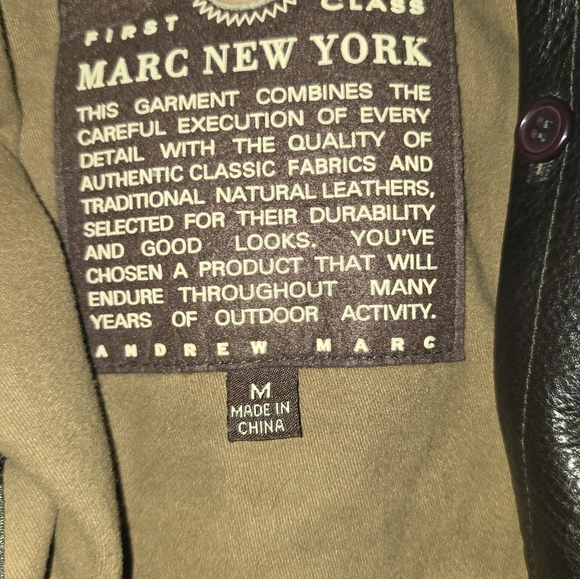 FIRST CLASS
MARC NEW YORK
THIS GARMENT COMBINES THE
CAREFUL EXECUTION OF EVERY
DETAIL WITH THE QUALITY OF
AUTHENTIC CLASSIC FABRICS AND
TRADITIONAL NATURAL LEATHERS,
SELECTED FOR THEIR DURABILITY
AND GOOD LOOKS. YOU'VE
CHOSEN A PRODUCT THAT WILL
ENDURE THROUGHOUT MANY
YEARS OF OUTDOOR ACTIVITY.
ANDREW MARC
M
MADE IN
CHINA